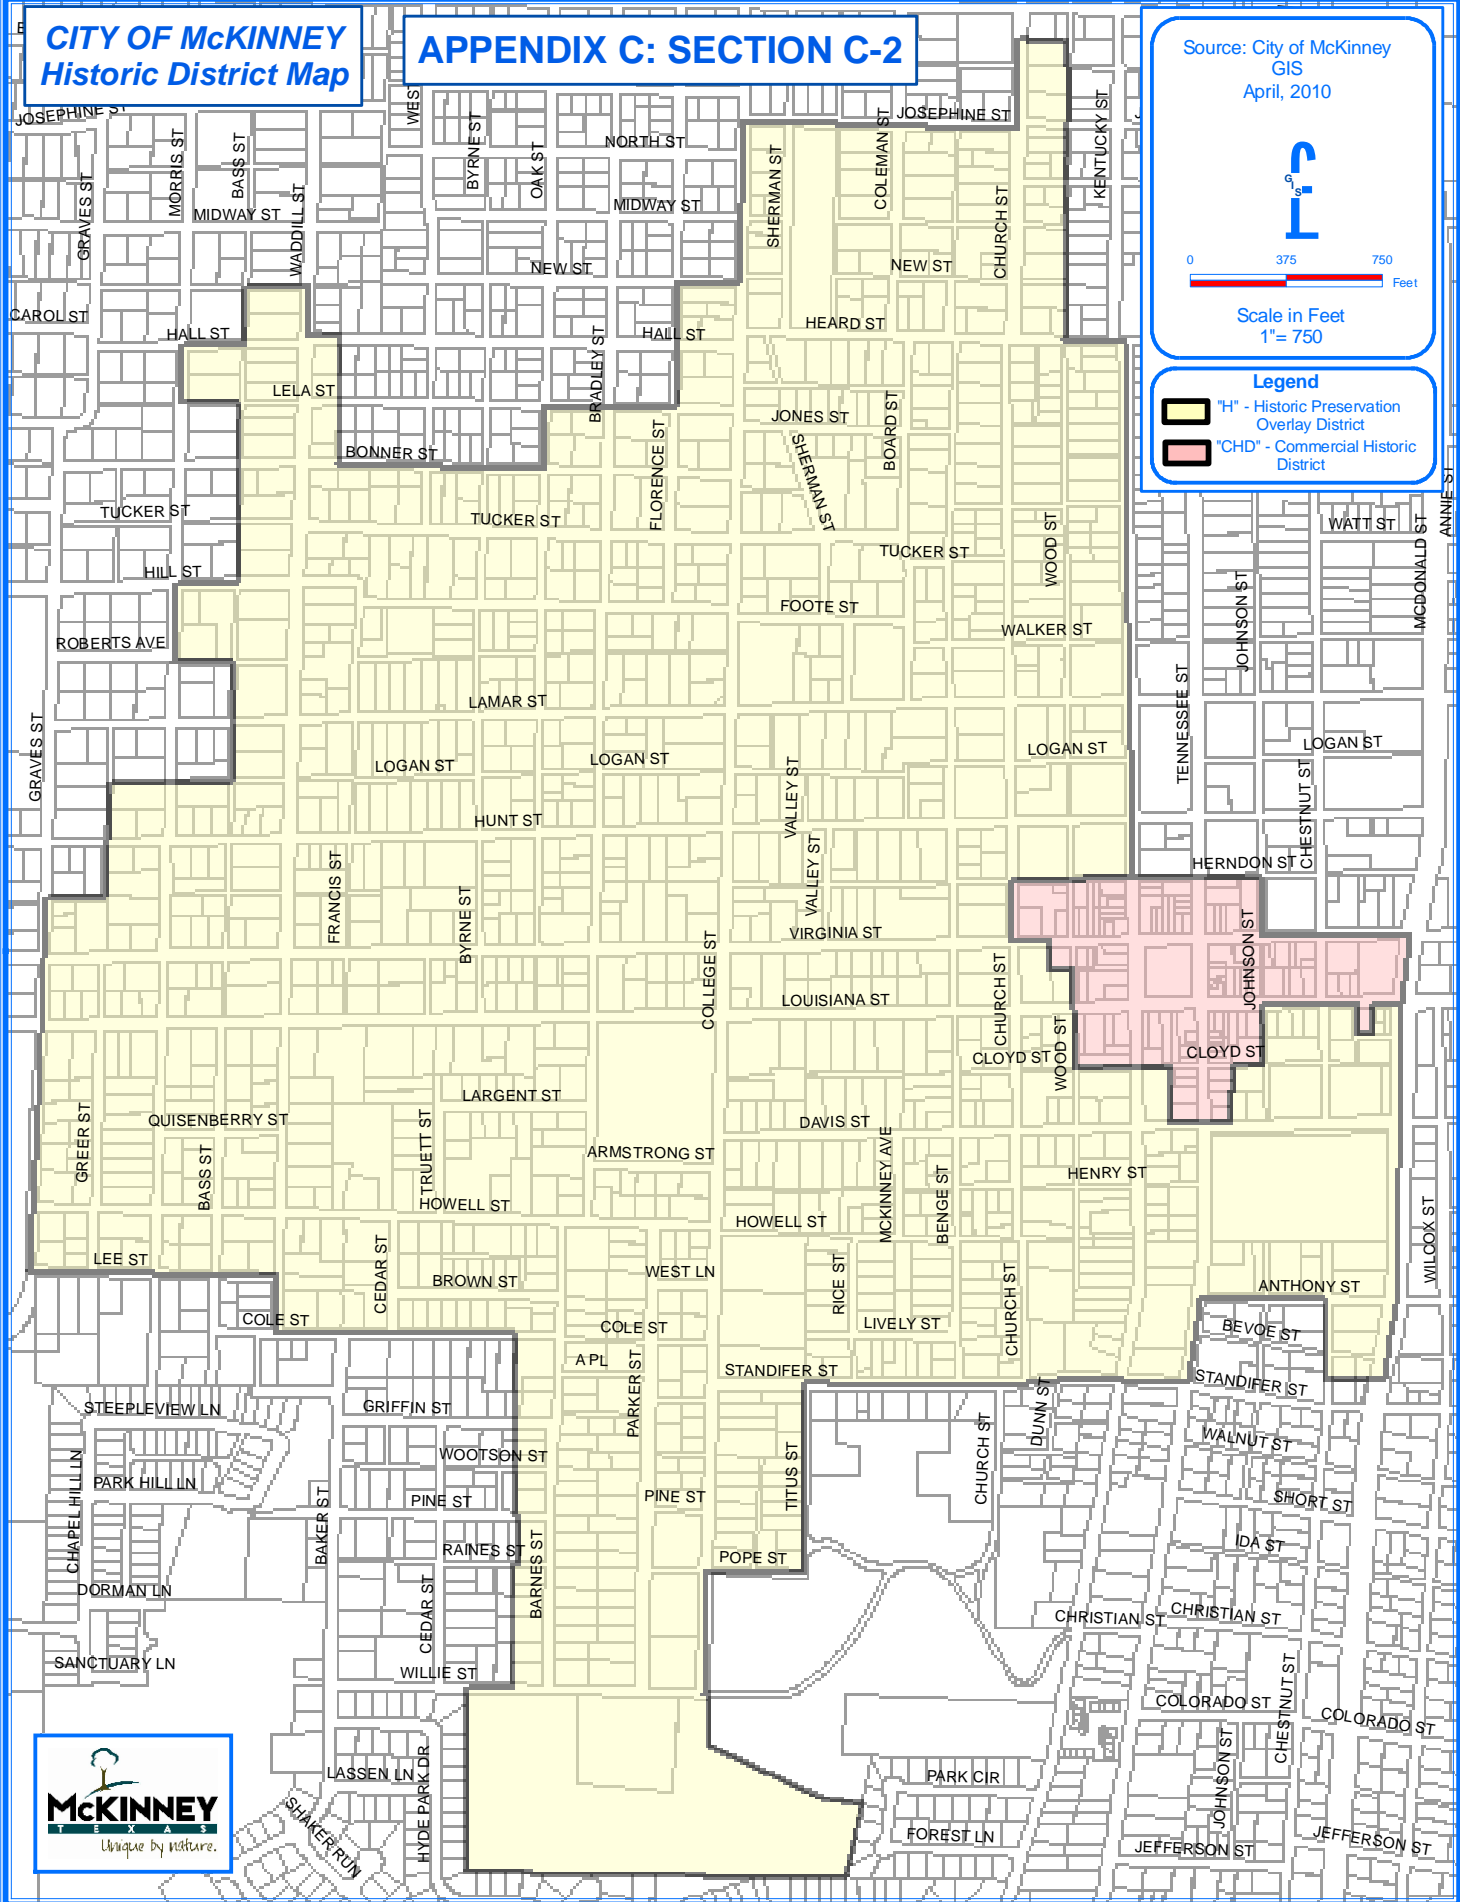 CITY OF McKINNEY
Historic District Map
APPENDIX C: SECTION C-2
Source: City of McKinney
GIS
April, 2010
G
I
S
0 375 750
Feet
Scale in Feet
1"= 750
Legend
"H" - Historic Preservation
Overlay District
"CHD" - Commercial Historic
District
JOSEPHINE ST
WEST
JOSEPHINE ST
NORTH ST
MORRIS ST
BASS ST
BYRNE ST
OAK ST
SHERMAN ST
COLEMAN ST
KENTUCKY ST
GRAVES ST
MIDWAY ST
WADDILL ST
MIDWAY ST
CHURCH ST
NEW ST
NEW ST
CAROL ST
HALL ST
HALL ST
HEARD ST
BRADLEY ST
LELA ST
JONES ST
BOARD ST
BONNER ST
FLORENCE ST
SHERMAN ST
TUCKER ST
TUCKER ST
TUCKER ST
WOOD ST
WATT ST
MCDONALD ST
ANNIE ST
HILL ST
FOOTE ST
JOHNSON ST
ROBERTS AVE
WALKER ST
LAMAR ST
TENNESSEE ST
GRAVES ST
LOGAN ST
LOGAN ST
LOGAN ST
LOGAN ST
VALLEY ST
CHESTNUT ST
HUNT ST
VALLEY ST
HERNDON ST
FRANCIS ST
BYRNE ST
VIRGINIA ST
COLLEGE ST
JOHNSON ST
LOUISIANA ST
CHURCH ST
WOOD ST
CLOYD ST
CLOYD ST
LARGENT ST
QUISENBERRY ST
DAVIS ST
GREER ST
BASS ST
TRUETT ST
ARMSTRONG ST
MCKINNEY AVE
BENGE ST
HENRY ST
HOWELL ST
HOWELL ST
WILCOX ST
LEE ST
CEDAR ST
BROWN ST
WEST LN
RICE ST
CHURCH ST
ANTHONY ST
COLE ST
COLE ST
LIVELY ST
BEVOE ST
A PL
PARKER ST
STANDIFER ST
STANDIFER ST
STEEPLEVIEW LN
GRIFFIN ST
DUNN ST
CHURCH ST
WALNUT ST
WOOTSON ST
TITUS ST
CHAPEL HILL LN
PARK HILL LN
PINE ST
PINE ST
SHORT ST
BAKER ST
RAINES ST
BARNES ST
POPE ST
IDA ST
DORMAN LN
CEDAR ST
CHRISTIAN ST
CHRISTIAN ST
SANCTUARY LN
WILLIE ST
CHESTNUT ST
COLORADO ST
COLORADO ST
LASSEN LN
HYDE PARK DR
PARK CIR
JOHNSON ST
SHAKER RUN
FOREST LN
JEFFERSON ST
JEFFERSON ST
McKINNEY
TEXAS
Unique by nature.